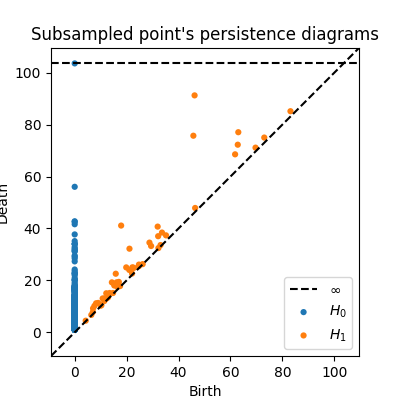 Subsampled point's persistence diagrams
Death
100
80
60
40
20
0
0 20 40 60 80 100
Birth
∞
H₀
H₁